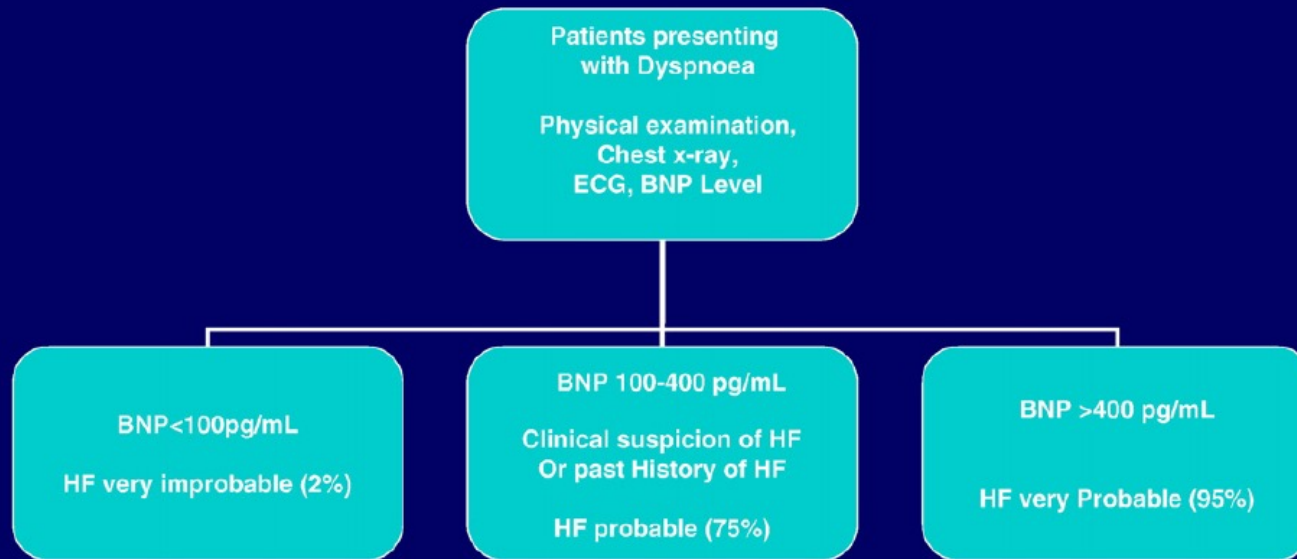 Patients presenting
with Dyspnoea
Physical examination,
Chest x-ray,
ECG, BNP Level
BNP<100pg/mL
HF very improbable (2%)
BNP 100-400 pg/mL
Clinical suspicion of HF
Or past History of HF
HF probable (75%)
BNP >400 pg/mL
HF very Probable (95%)